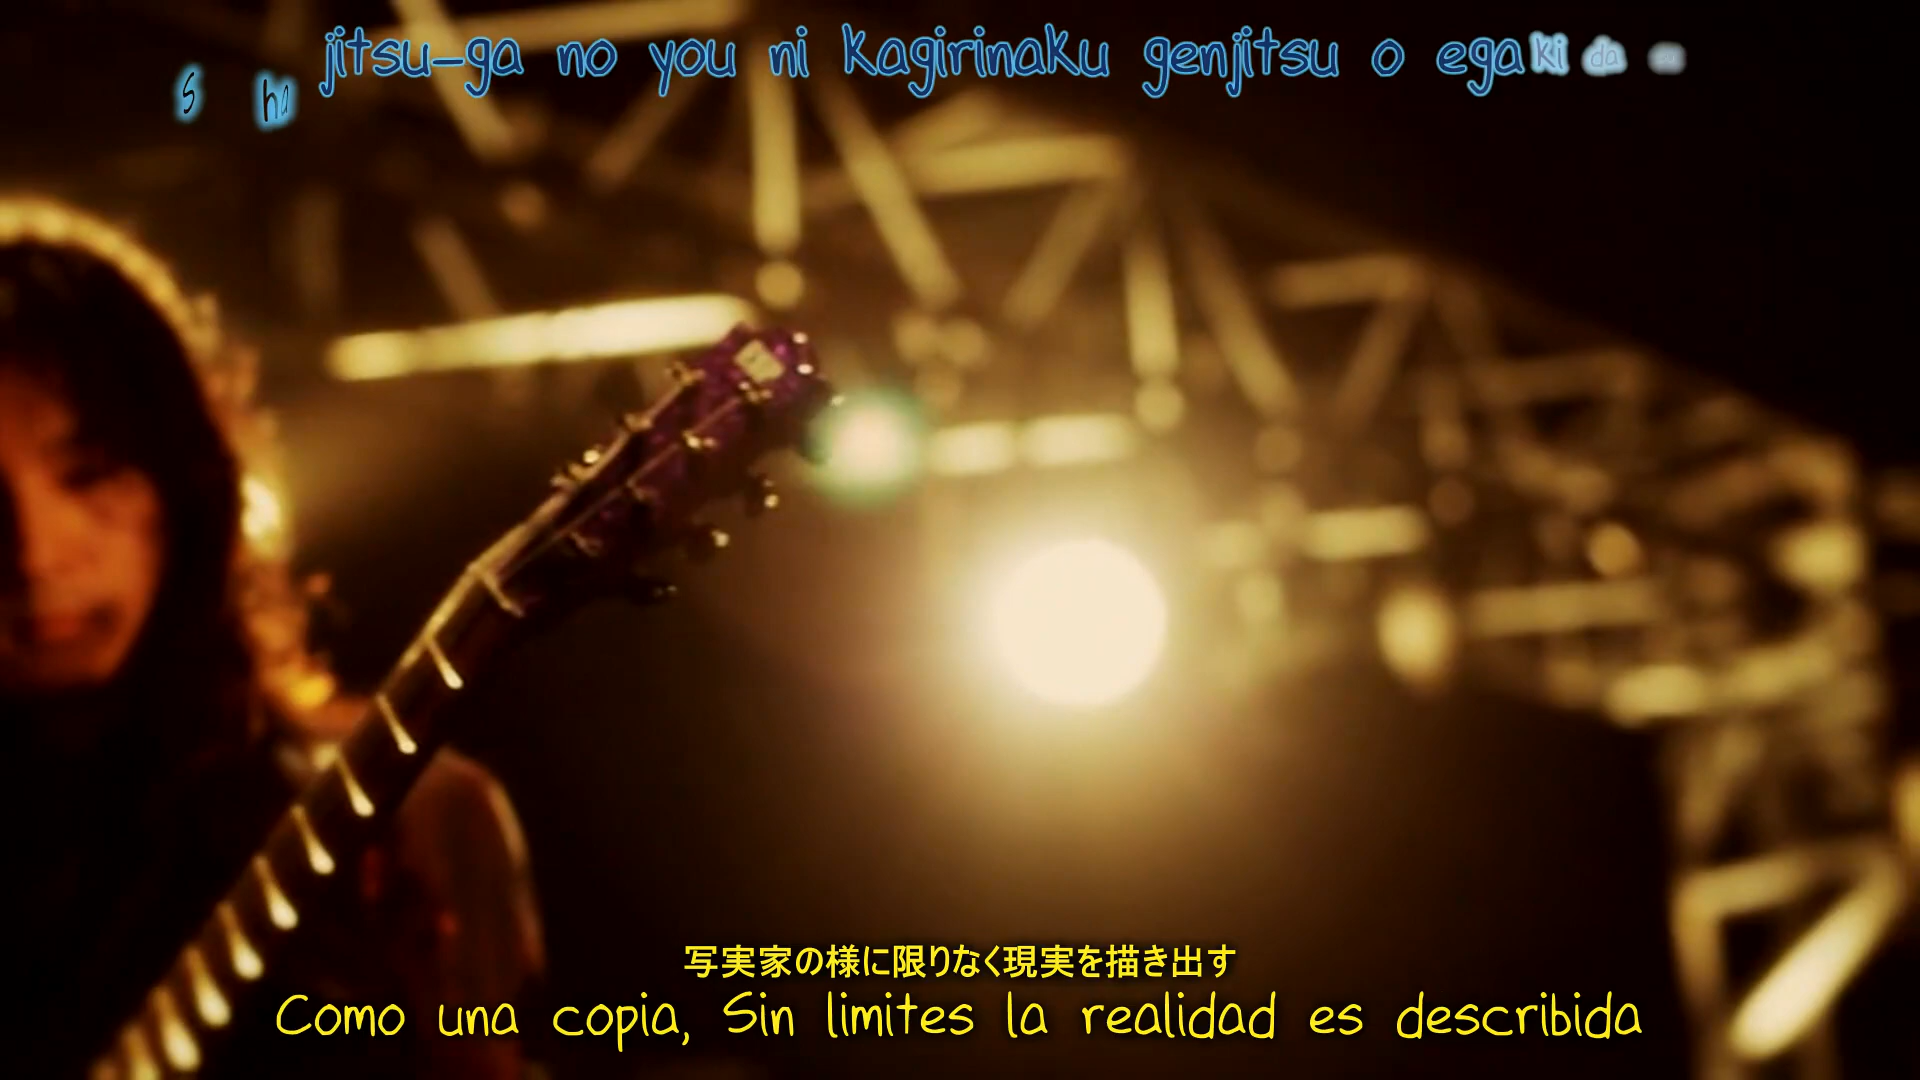 S ha jitsu-ga no you ni kagirinaku genjitsu o egaki da
写実家の様に限りなく現実を描き出す
Como una copia, Sin limites la realidad es describida